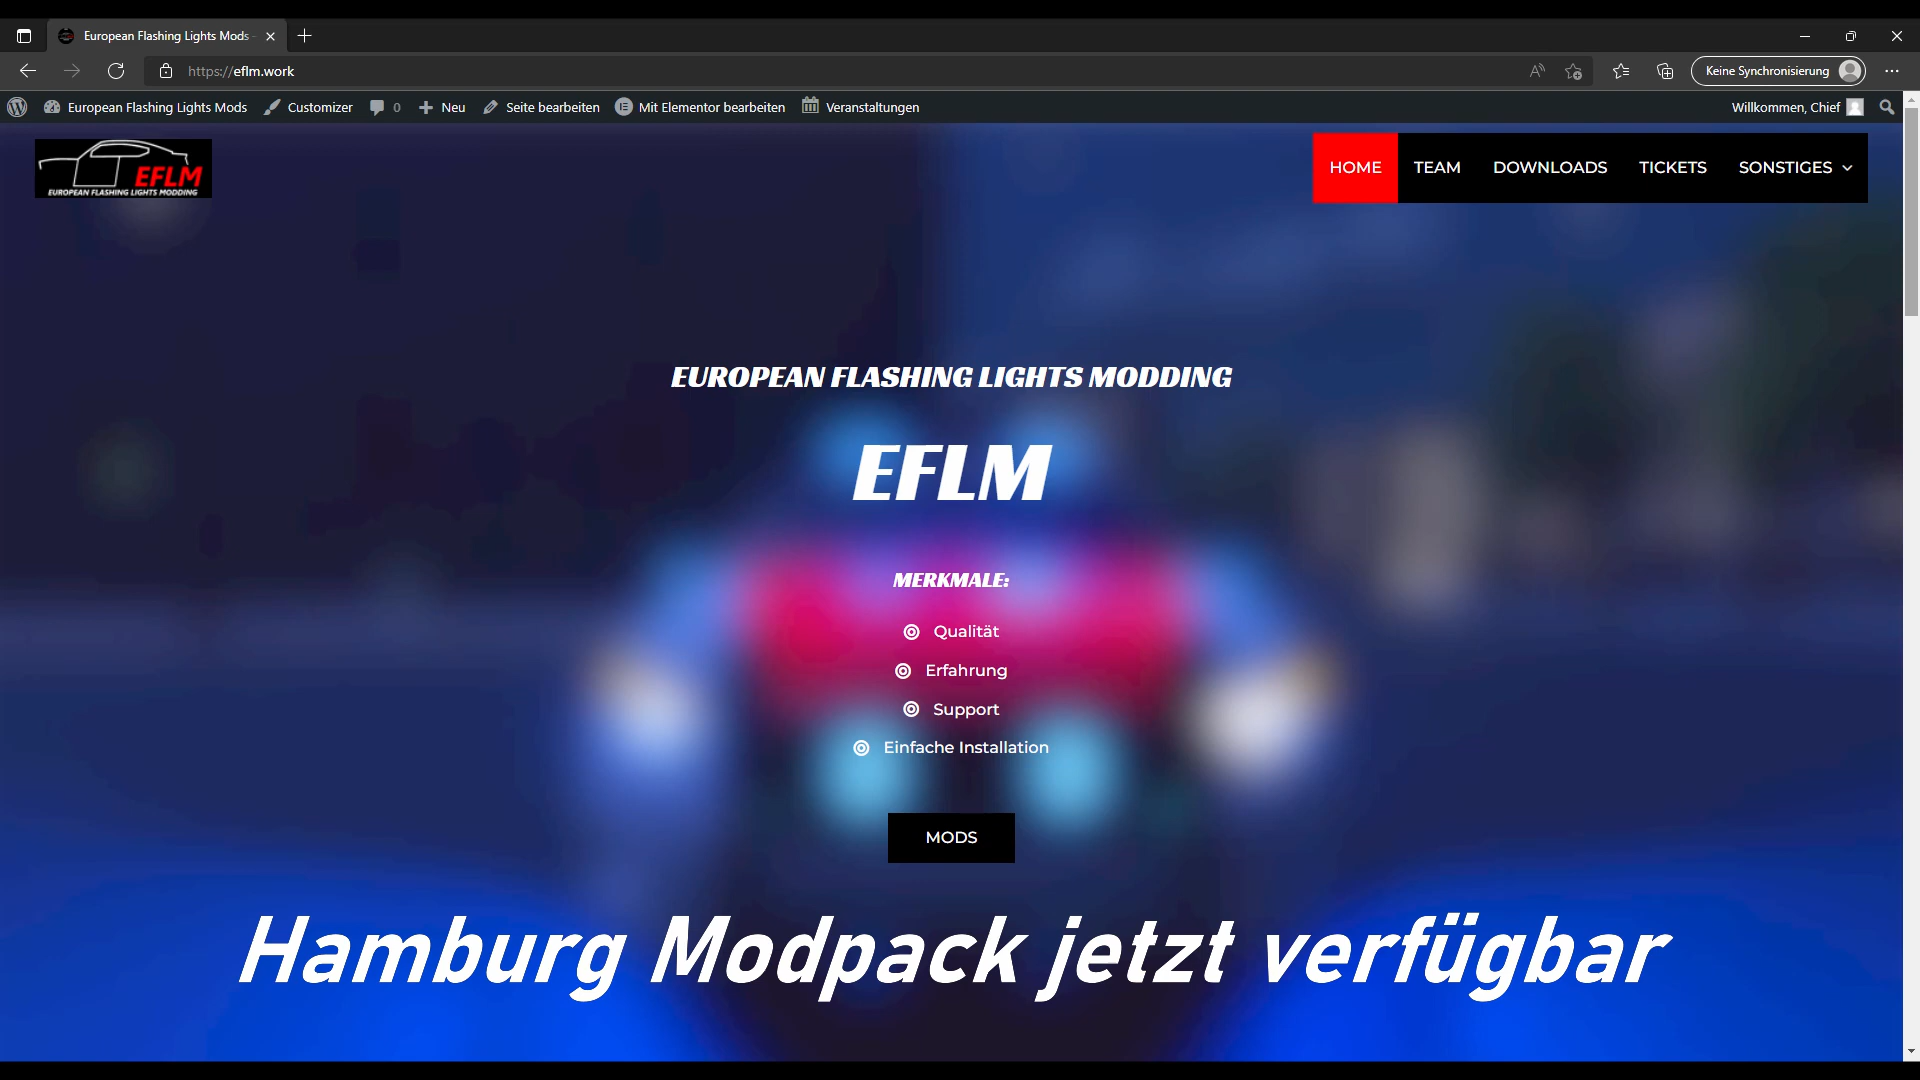 European Flashing Lights Mods -
https://eflm.work
Keine Synchronisierung
European Flashing Lights Mods
Customizer
0
Neu
Seite bearbeiten
Mit Elementor bearbeiten
Veranstaltungen
Willkommen, Chief
EFLM
EUROPEAN FLASHING LIGHTS MODDING
HOME
TEAM
DOWNLOADS
TICKETS
SONSTIGES
EUROPEAN FLASHING LIGHTS MODDING
EFLM
MERKMALE:
Qualität
Erfahrung
Support
Einfache Installation
MODS
Hamburg Modpack jetzt verfügbar